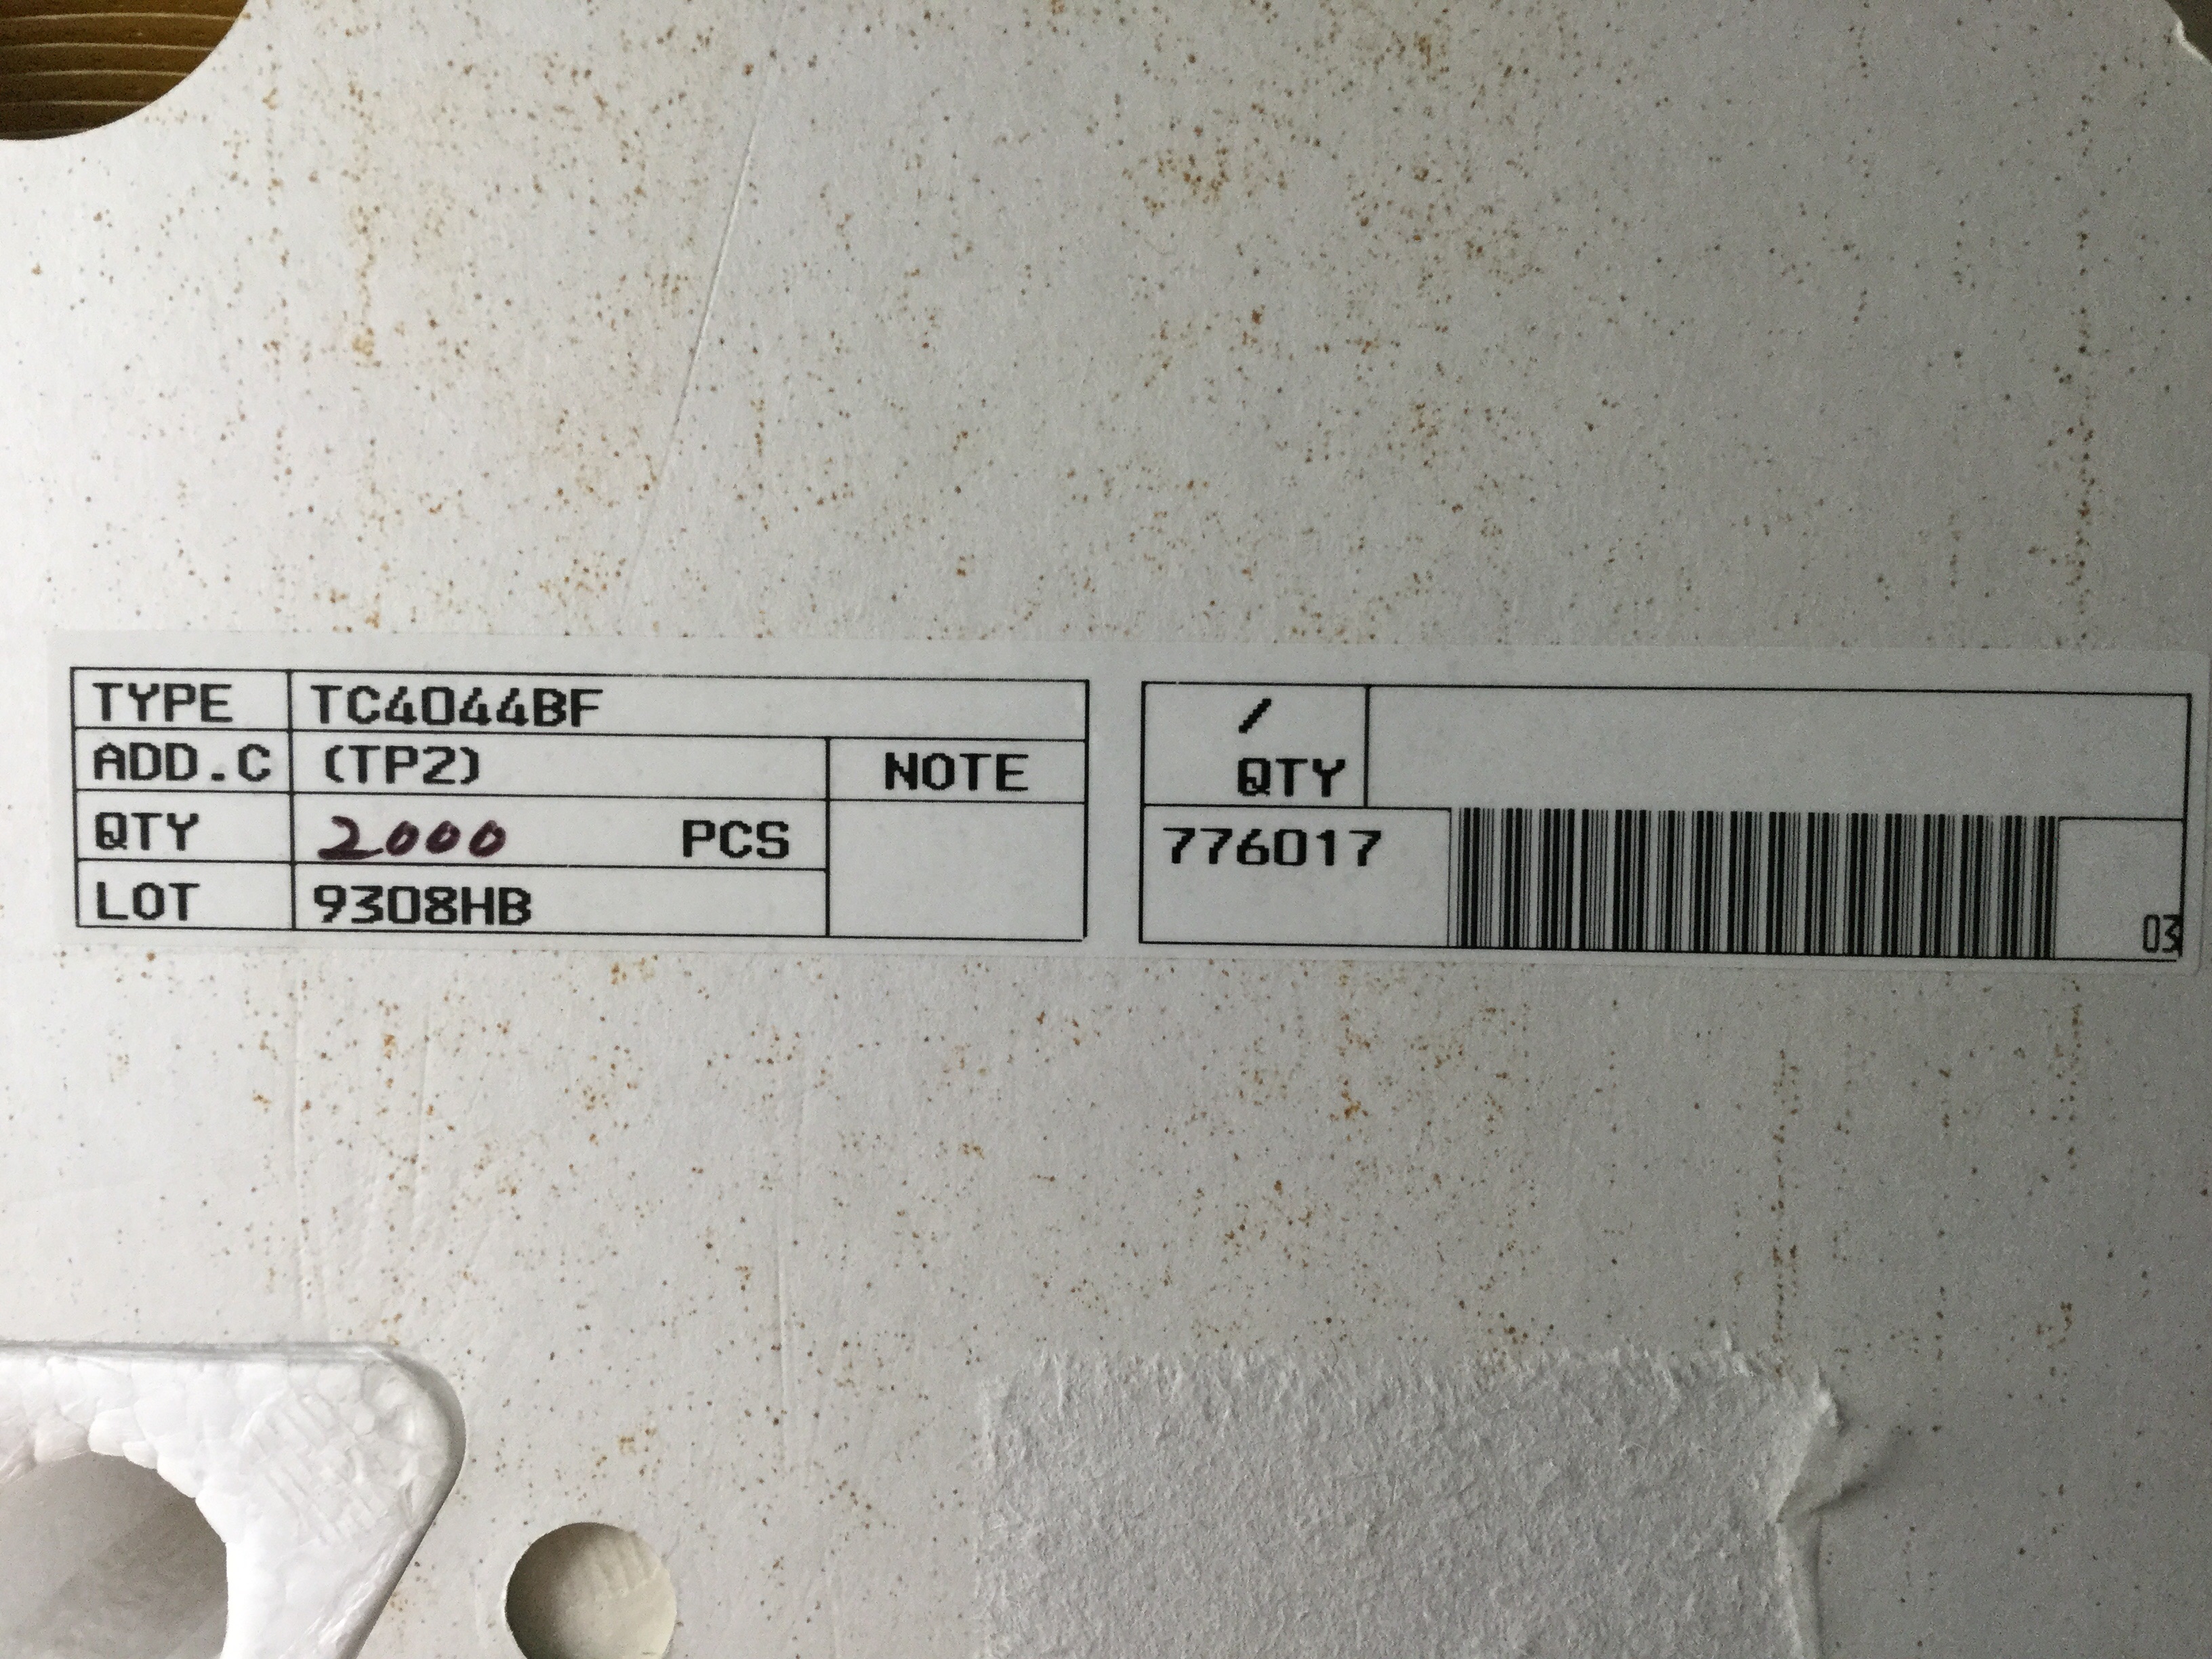 TYPE TC4044BF
ADD.C (TP2) NOTE
QTY 2000 PCS
LOT 9308HB
/
QTY
776017
03